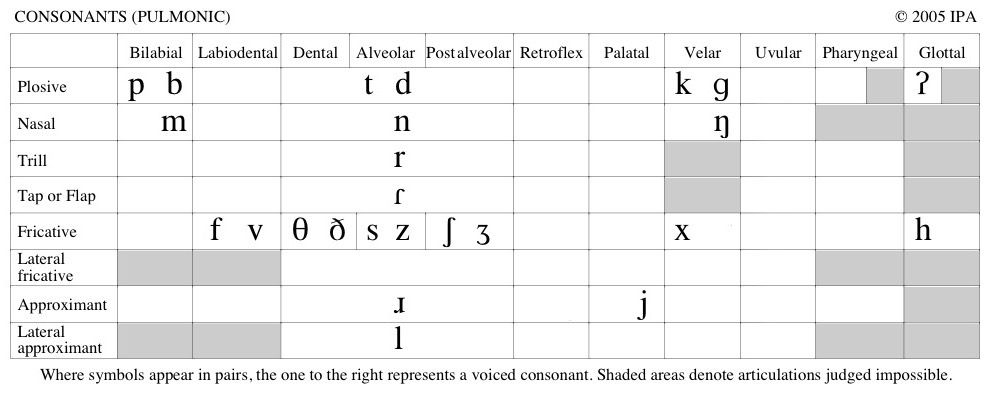 CONSONANTS (PULMONIC) © 2005 IPA
Bilabial Labiodental Dental Alveolar Postalveolar Retroflex Palatal Velar Uvular Pharyngeal Glottal
Plosive p b t d k ɡ ʔ
Nasal m n ŋ
Trill r
Tap or Flap ɾ
Fricative f v θ ð s z ʃ ʒ x h
Lateral
fricative
Approximant ɹ j
Lateral
approximant l
Where symbols appear in pairs, the one to the right represents a voiced consonant. Shaded areas denote articulations judged impossible.